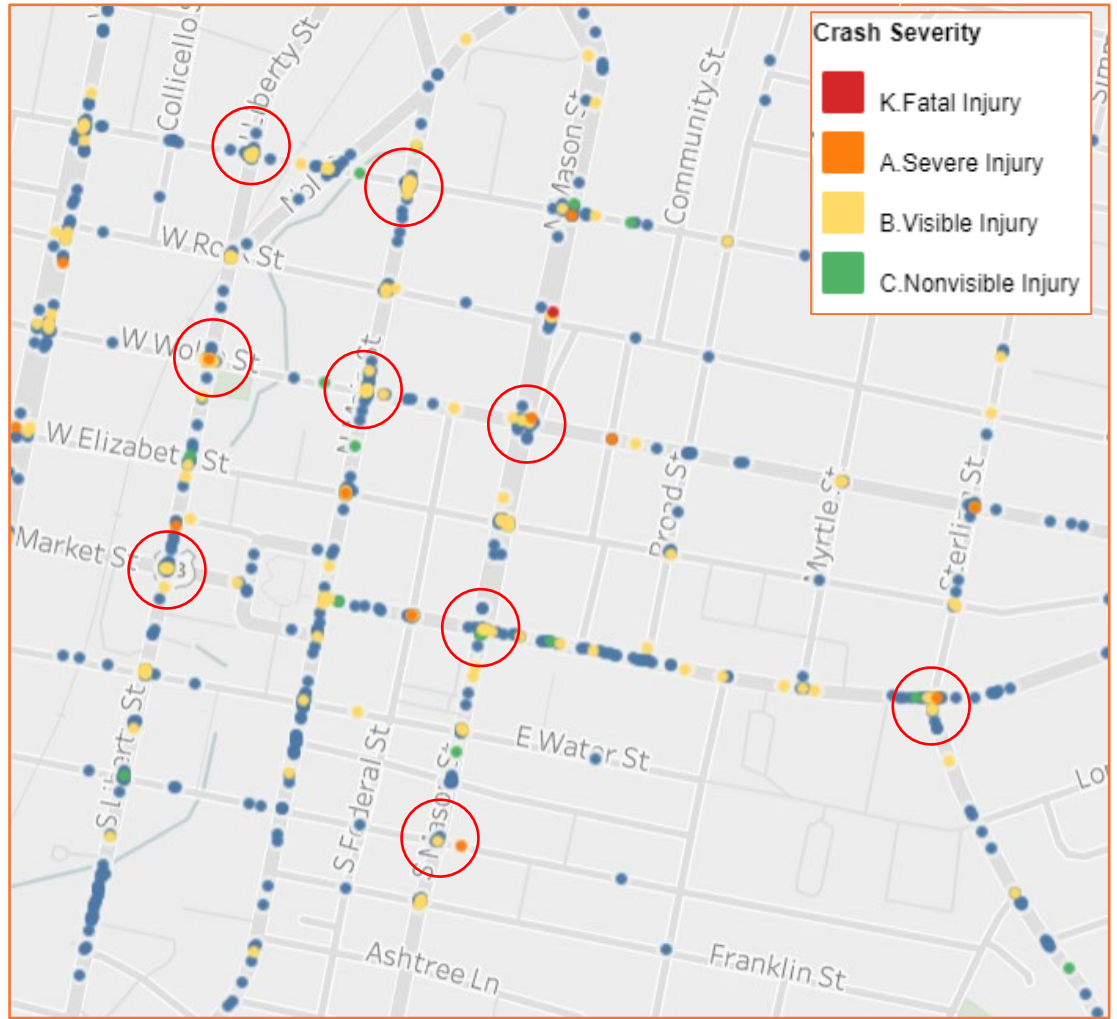 Crash Severity
K.Fatal Injury
A.Severe Injury
B.Visible Injury
C.Nonvisible Injury
Collicello S
Liberty St
Mason St
Community St
W Rock St
W Wolfe St
N Main St
W Elizabeth St
Market St
Broad St
Myrtle St
Sterling St
E Water St
S Liberty St
S Federal St
S Mason St
Ashtree Ln
Franklin St